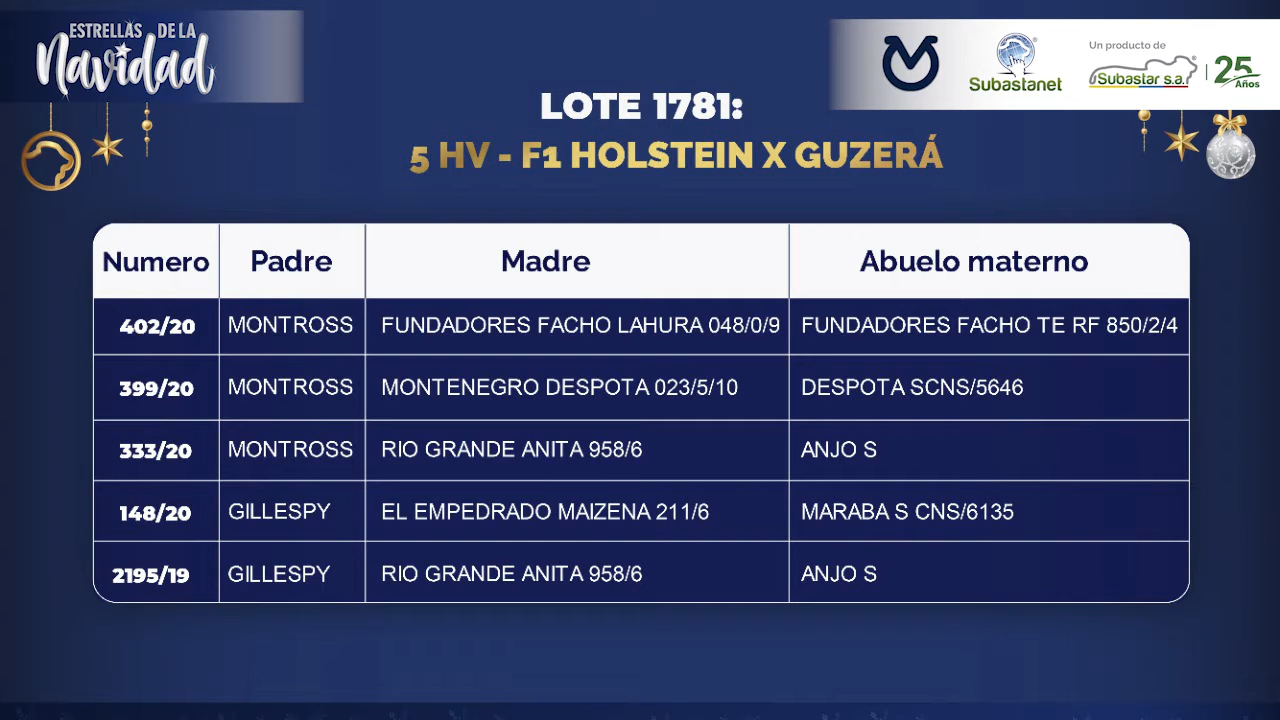 ESTRELLAS DE LA
Navidad
Subastanet
Un producto de
Subastar s.a.
25
Años
LOTE 1781:
5 HV - F1 HOLSTEIN X GUZERÁ
Numero Padre Madre Abuelo materno
402/20 MONTROSS FUNDADORES FACHO LAHURA 048/0/9 FUNDADORES FACHO TE RF 850/2/4
399/20 MONTROSS MONTENEGRO DESPOTA 023/5/10 DESPOTA SCNS/5646
333/20 MONTROSS RIO GRANDE ANITA 958/6 ANJO S
148/20 GILLESPY EL EMPEDRADO MAIZENA 211/6 MARABA S CNS/6135
2195/19 GILLESPY RIO GRANDE ANITA 958/6 ANJO S